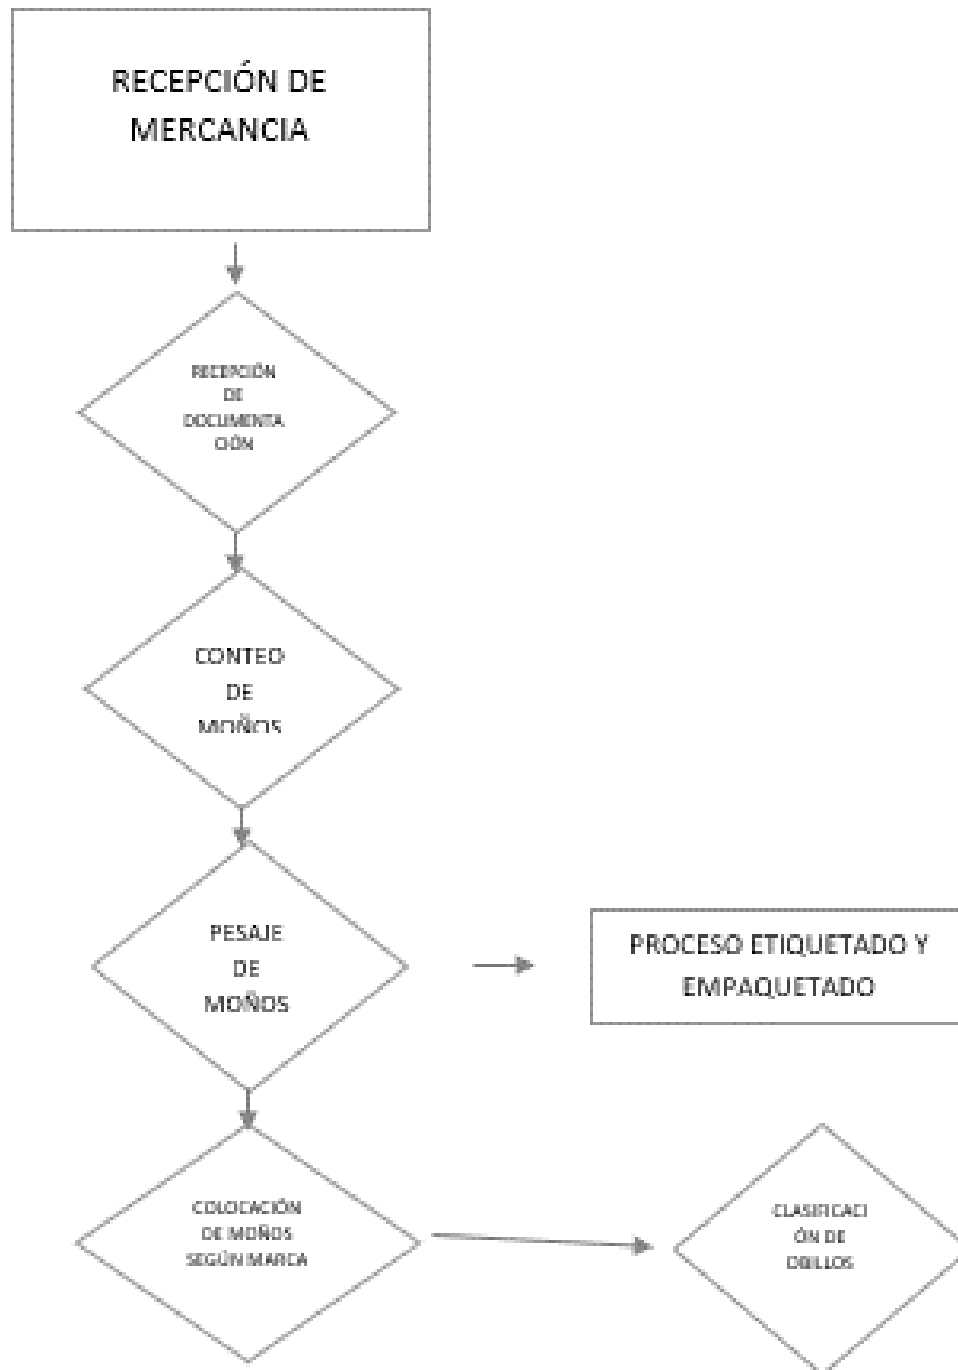 RECEPCIÓN DE
MERCANCIA
RECEPCIÓN
DE
DOCUMENTA
CIÓN
CONTEO
DE
MOÑOS
PESAJE
DE
MOÑOS
PROCESO ETIQUETADO Y
EMPAQUETADO
COLOCACIÓN
DE MOÑOS
SEGÚN MARCA
CLASIFICACI
ÓN DE
OBILLOS